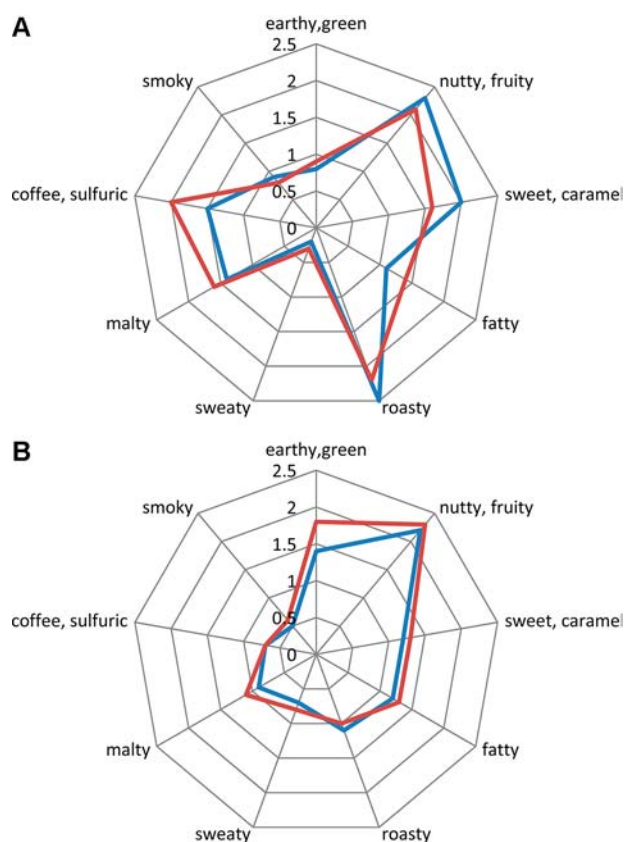 A
earthy,green
2.5
smoky
2
nutty, fruity
1.5
1
coffee, sulfuric
0.5
sweet, caramel
0
malty
fatty
sweaty
roasty
B
earthy,green
2.5
smoky
2
nutty, fruity
1.5
1
coffee, sulfuric
0.5
sweet, caramel
0
malty
fatty
sweaty
roasty